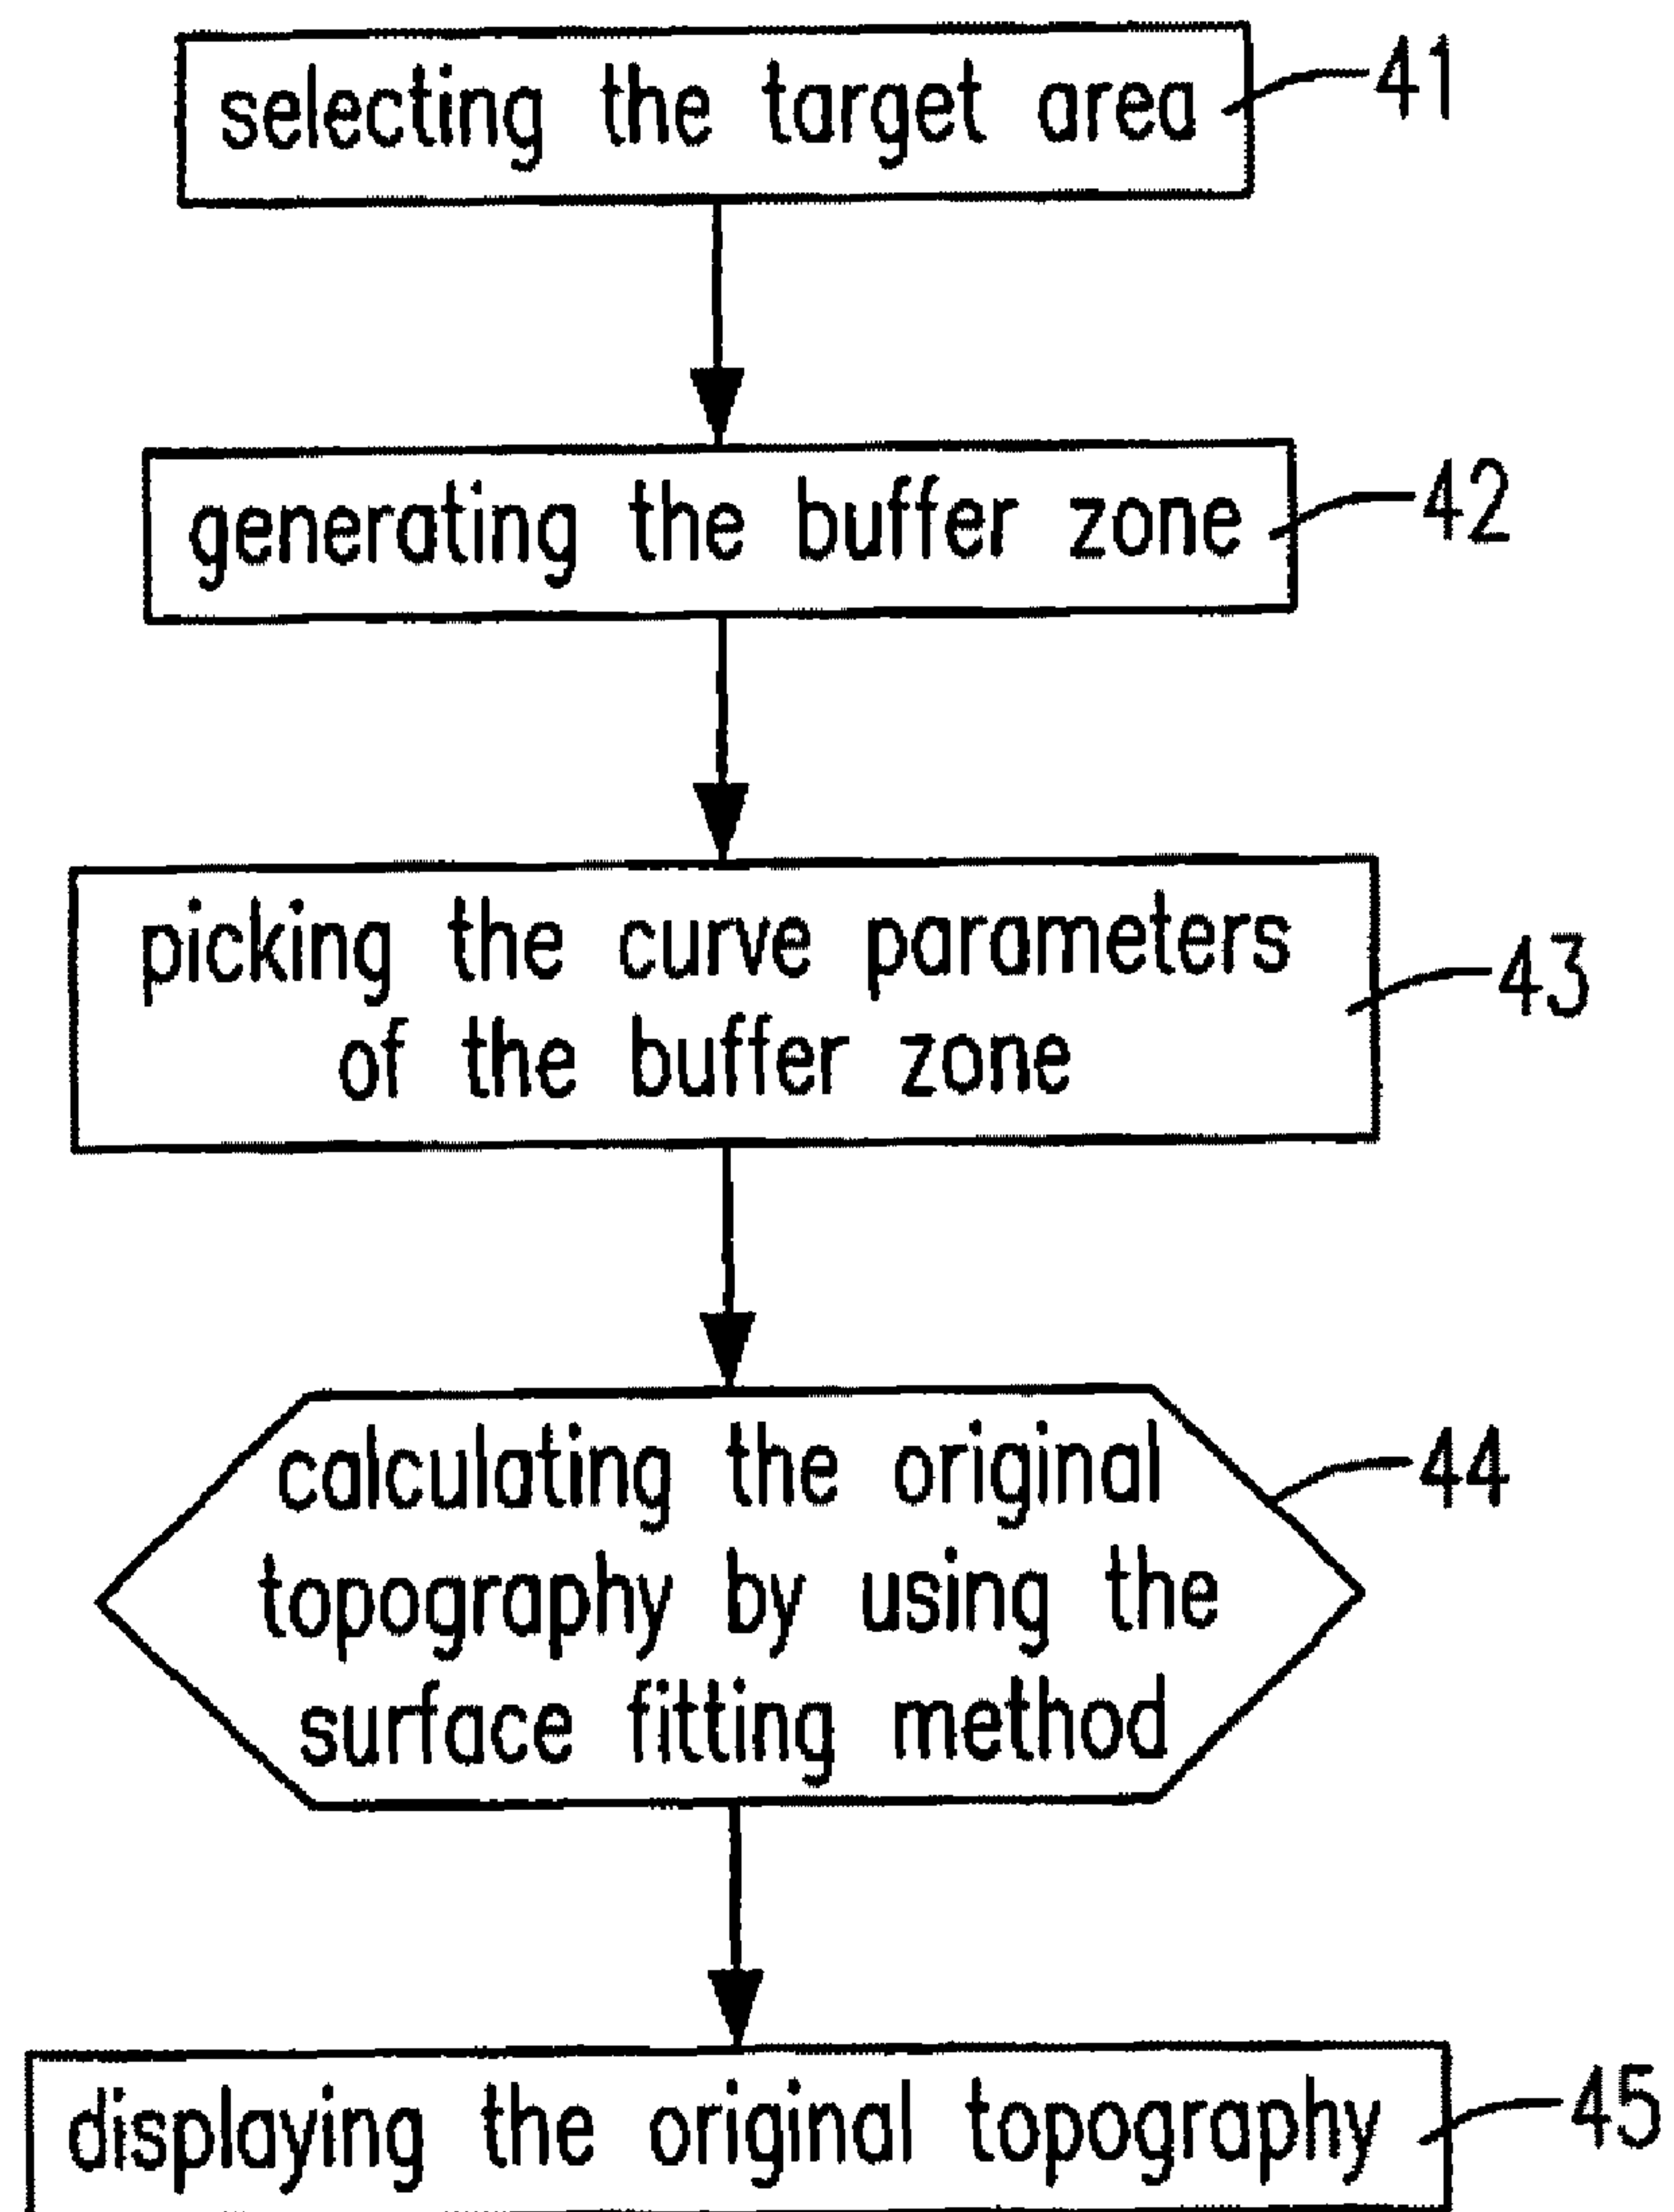 selecting the target area 41
generating the buffer zone 42
picking the curve parameters
of the buffer zone 43
calculating the original 44
topography by using the
surface fitting method
displaying the original topography 45